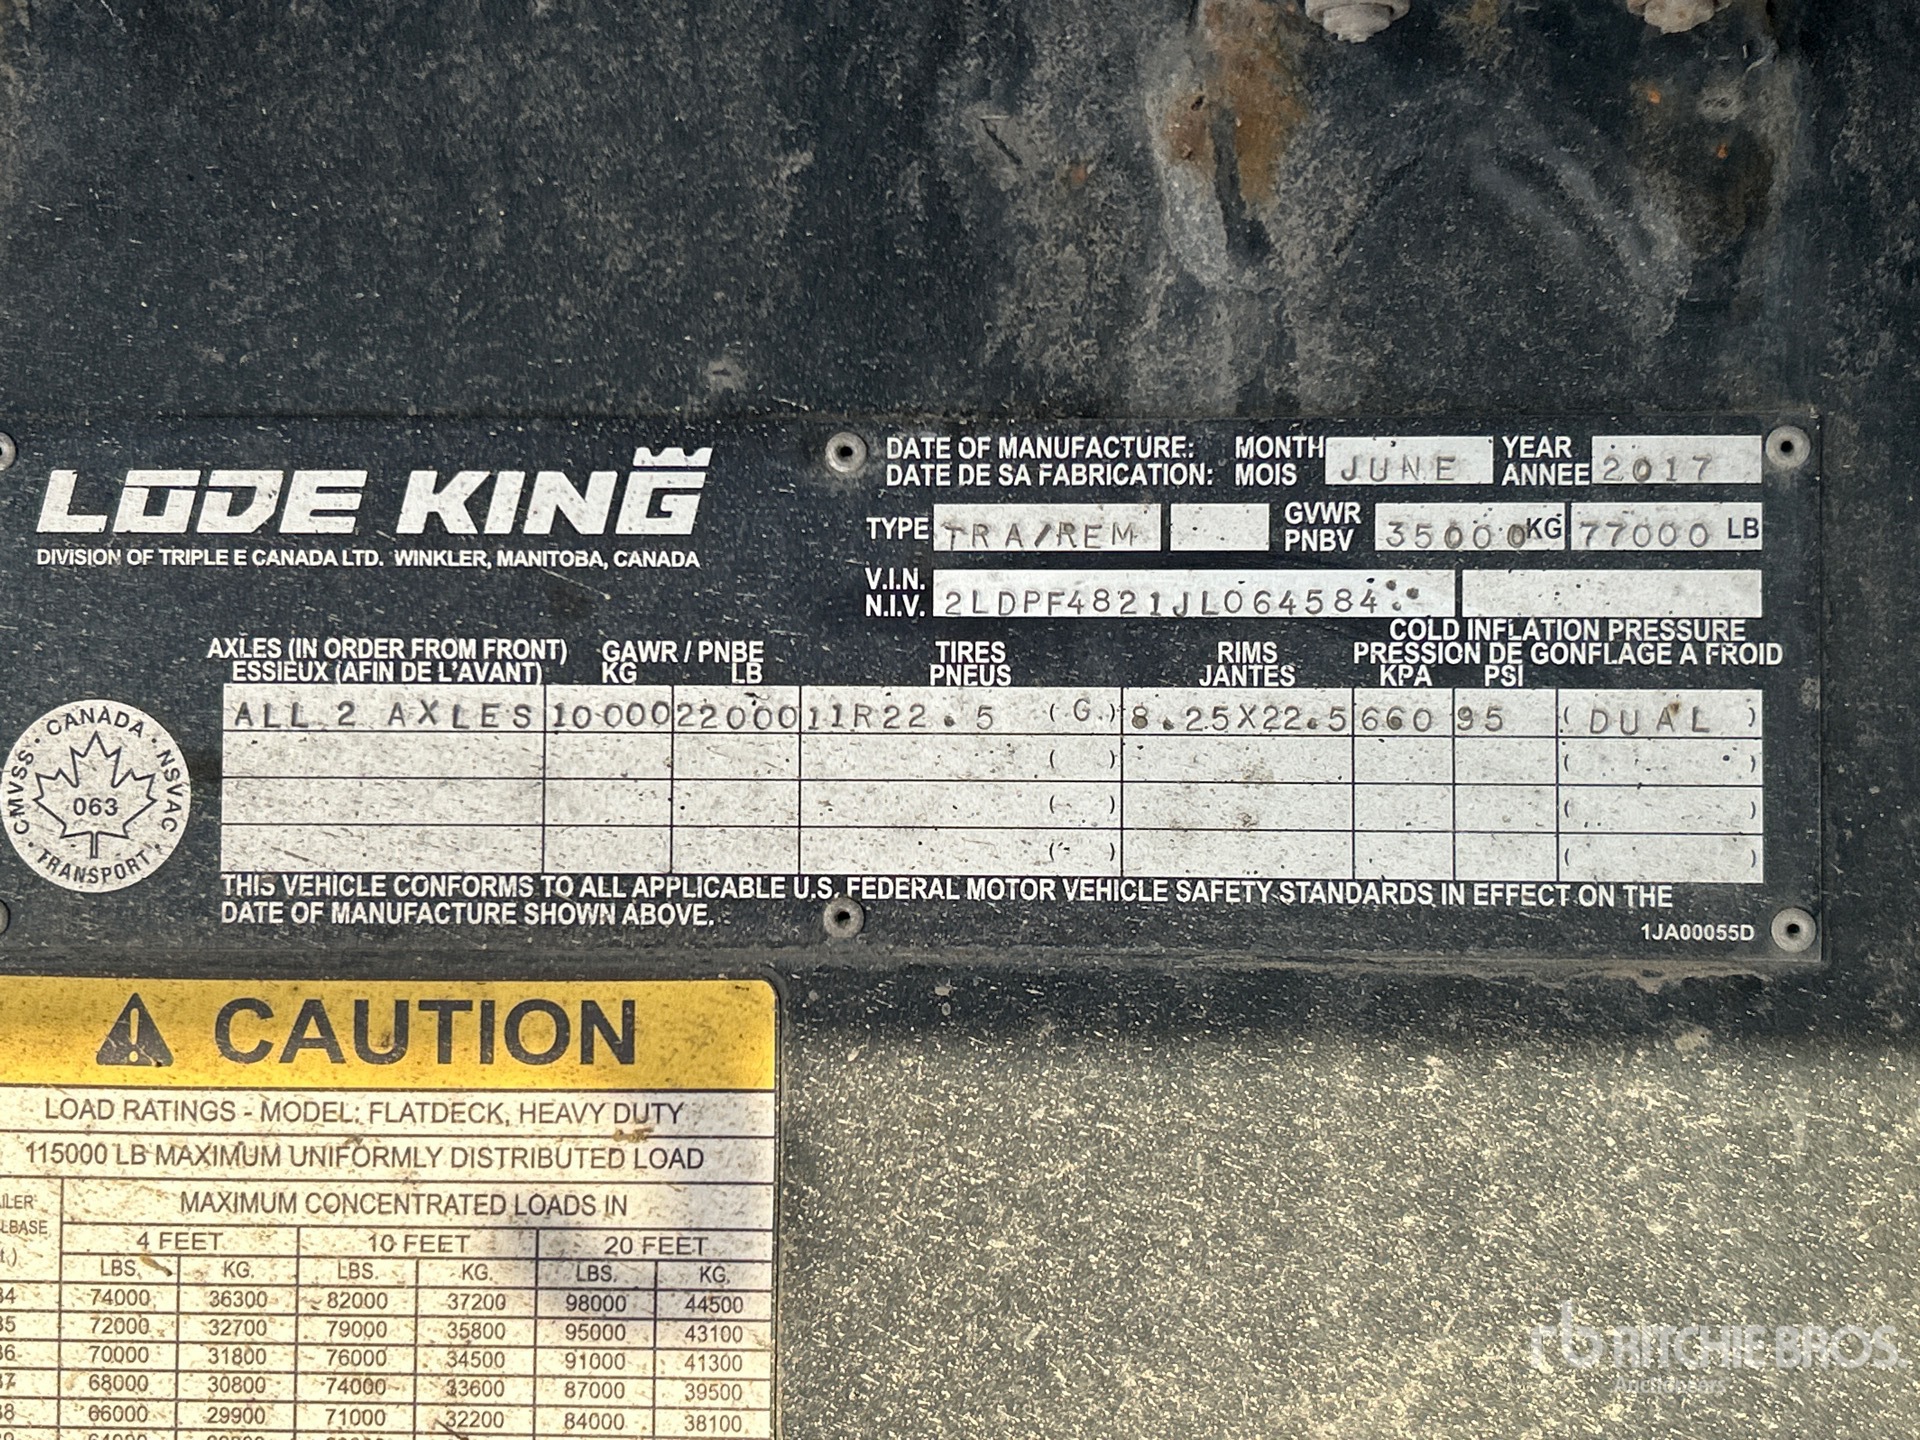 LODE KING
DIVISION OF TRIPLE E CANADA LTD. WINKLER, MANITOBA, CANADA
DATE OF MANUFACTURE: MONTH JUNE YEAR 2017
DATE DE SA FABRICATION: MOIS ANNEE
TYPE TRA/REM GVWR PNBV 35000 KG 77000 LB
V.I.N. N.I.V. 2LDPF4821JL064584
AXLES (IN ORDER FROM FRONT) GAWR / PNBE TIRES RIMS COLD INFLATION PRESSURE
ESSIEUX (AFIN DE L'AVANT) KG LB PNEUS JANTES PRESSION DE GONFLAGE A FROID
KPA PSI
ALL 2 AXLES 10000 22000 11R22.5 (G) 8.25X22.5 660 95 (DUAL)
( ) ( )
( ) ( )
( ) ( )
CANADA · NSVAC · TRANSPORT · CMVSS ·
063
THIS VEHICLE CONFORMS TO ALL APPLICABLE U.S. FEDERAL MOTOR VEHICLE SAFETY STANDARDS IN EFFECT ON THE
DATE OF MANUFACTURE SHOWN ABOVE.
1JA00055D
CAUTION
LOAD RATINGS - MODEL: FLATDECK, HEAVY DUTY
115000 LB MAXIMUM UNIFORMLY DISTRIBUTED LOAD
MAXIMUM CONCENTRATED LOADS IN
4 FEET 10 FEET 20 FEET
LBS. KG. LBS. KG. LBS. KG.
74000 36300 82000 37200 98000 44500
72000 32700 79000 35800 95000 43100
70000 31800 76000 34500 91000 41300
68000 30800 74000 33600 87000 39500
66000 29900 71000 32200 84000 38100
rb RITCHIE BROS.
Auctioneers